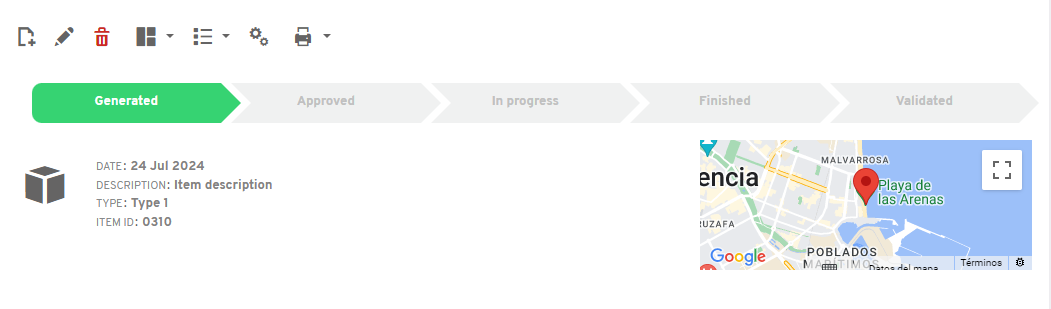 Generated
Approved
In progress
Finished
Validated
DATE: 24 Jul 2024
DESCRIPTION: Item description
TYPE: Type 1
ITEM ID: 0310
MALVARROSA
encia
Playa de
las Arenas
RUZAFA
Google
POBLADOS
MARÍTIMOS
Datos del mapa
Términos